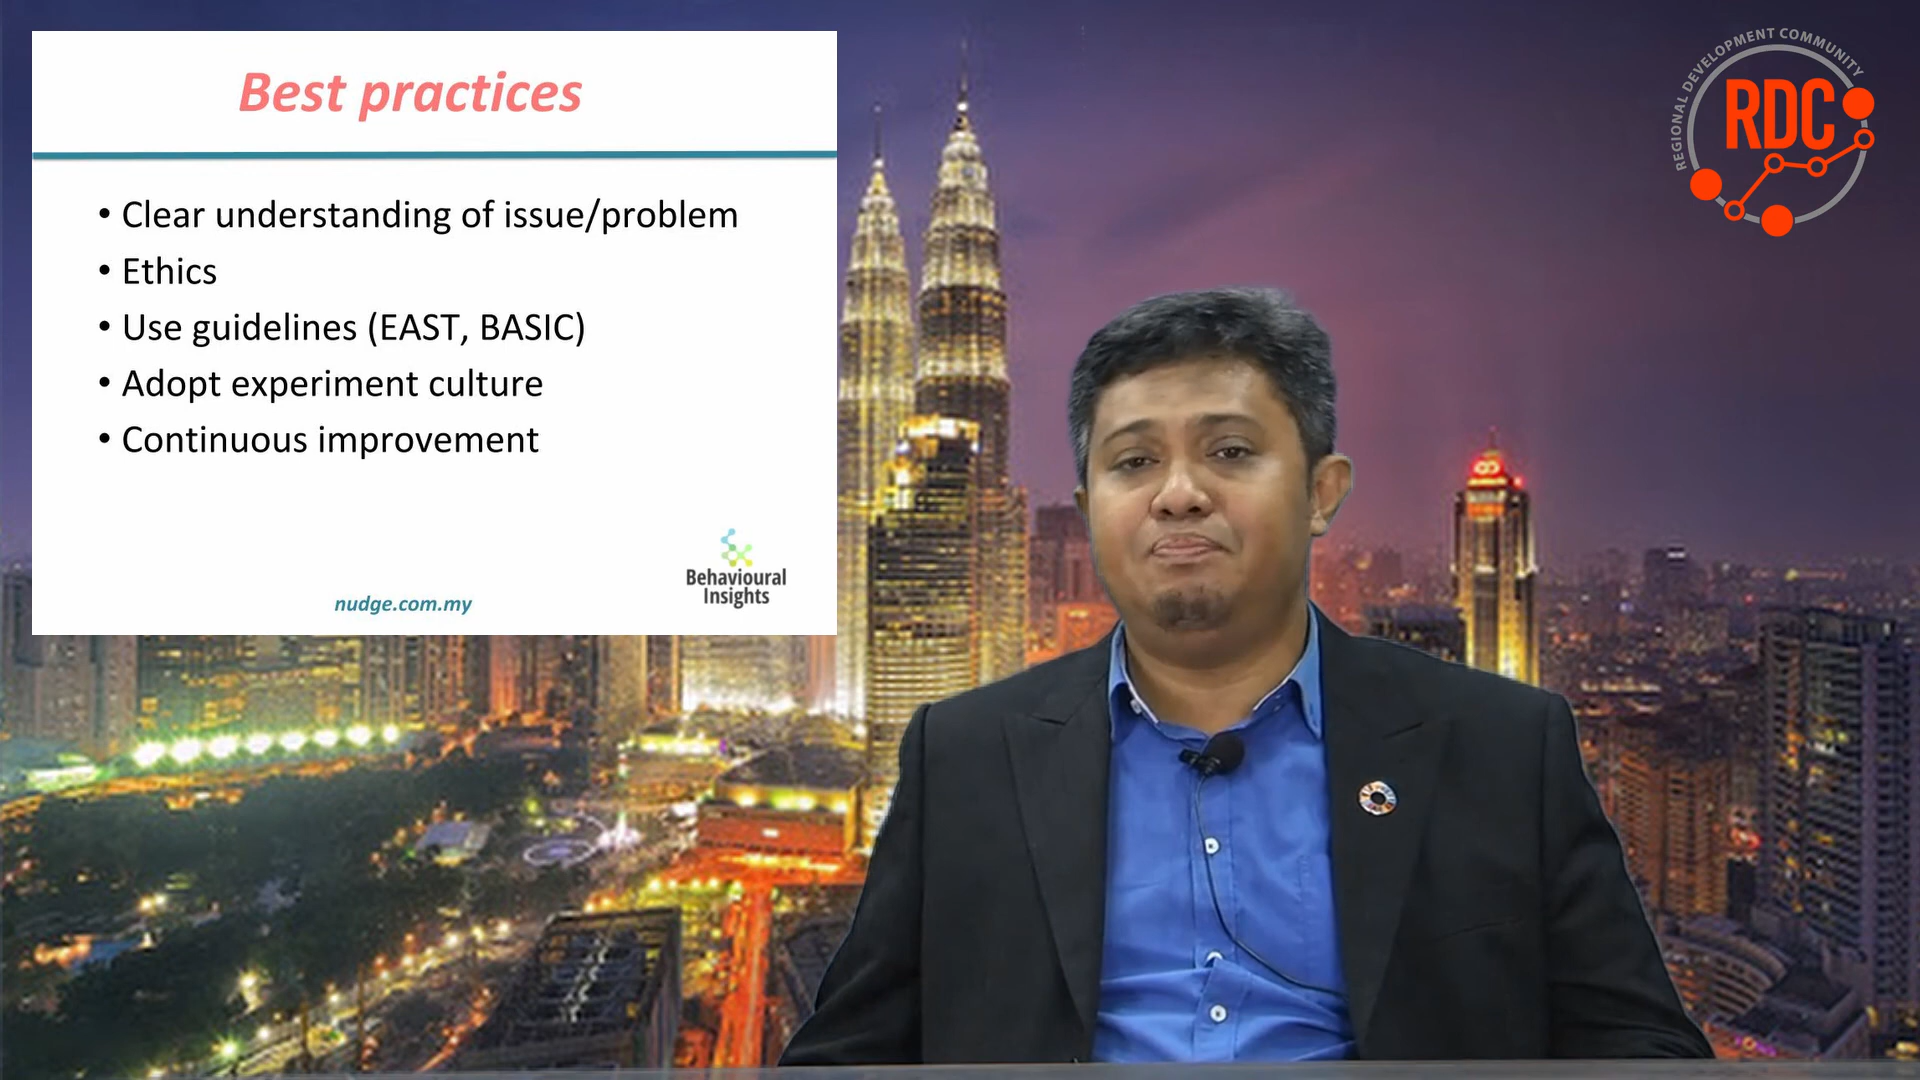 Best practices
• Clear understanding of issue/problem
• Ethics
• Use guidelines (EAST, BASIC)
• Adopt experiment culture
• Continuous improvement
nudge.com.my
Behavioural
Insights
REGIONAL DEVELOPMENT COMMUNITY
RDC